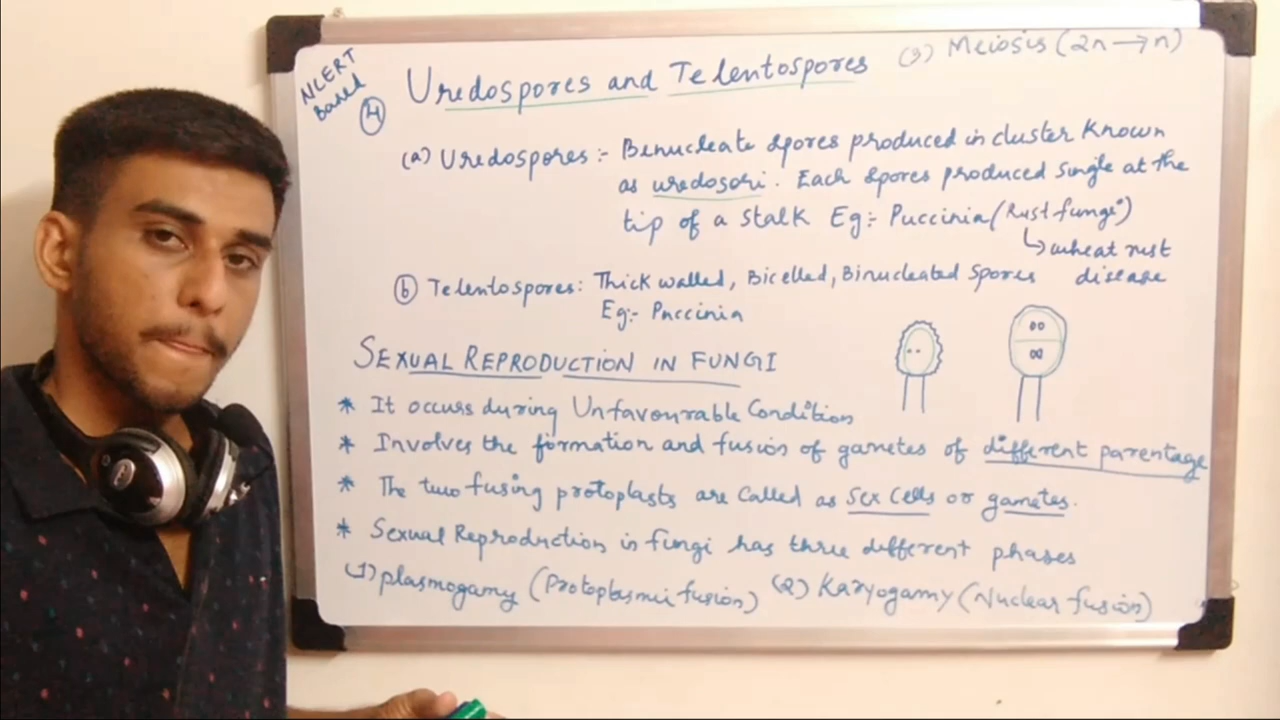 NCERT
Based
4
Uredospores and Telentospores
(3) Meiosis (2n → n)
(a) Uredospores :- Binucleate spores produced in cluster known
as uredosori. Each spores produced single at the
tip of a stalk Eg :- Puccinia (Rust fungi)
↳ wheat rust
disease
(b) Telentospores : Thick walled, Bicelled, Binucleated spores
Eg :- Puccinia
SEXUAL REPRODUCTION IN FUNGI
* It occurs during Unfavourable Condition
* Involves the formation and fusion of gametes of different parentage
* The two fusing protoplasts are called as sex cells or gametes.
* Sexual Reproduction in fungi has three different phases
(1) plasmogamy (Protoplasmic fusion) (2) Karyogamy (Nuclear fusion)